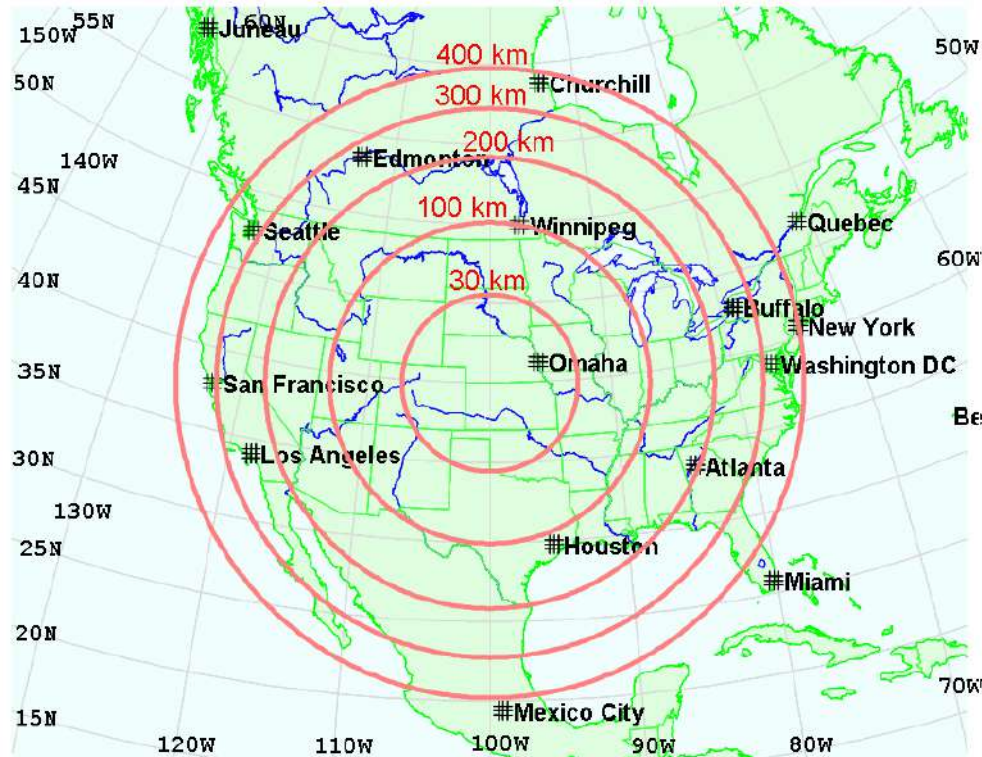 55N
60N
Juneau
150W
50W
400 km
50N
Churchill
300 km
200 km
Edmonton
140W
45N
100 km
Winnipeg
Quebec
Seattle
60W
40N
30 km
Buffalo
New York
35N
Omaha
Washington DC
San Francisco
Be
30N
Los Angeles
Atlanta
130W
25N
Houston
Miami
20N
70W
Mexico City
15N
120W
110W
100W
90W
80W